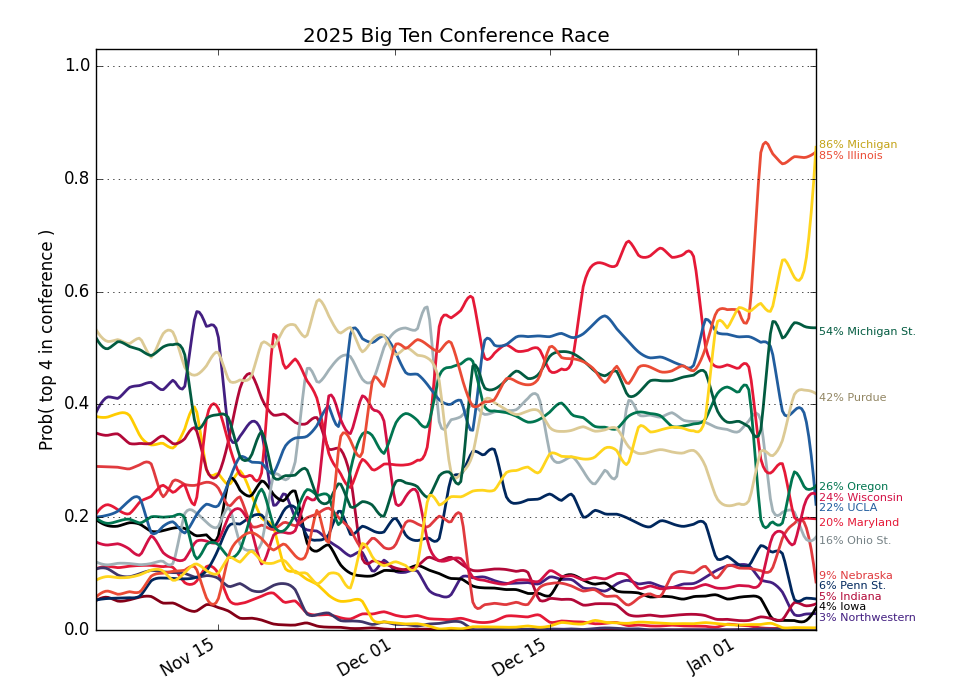 2025 Big Ten Conference Race
Prob( top 4 in conference )
1.0
0.8
0.6
0.4
0.2
0.0
Nov 15
Dec 01
Dec 15
Jan 01
86% Michigan
85% Illinois
54% Michigan St.
42% Purdue
26% Oregon
24% Wisconsin
22% UCLA
20% Maryland
16% Ohio St.
9% Nebraska
6% Penn St.
5% Indiana
4% Iowa
3% Northwestern